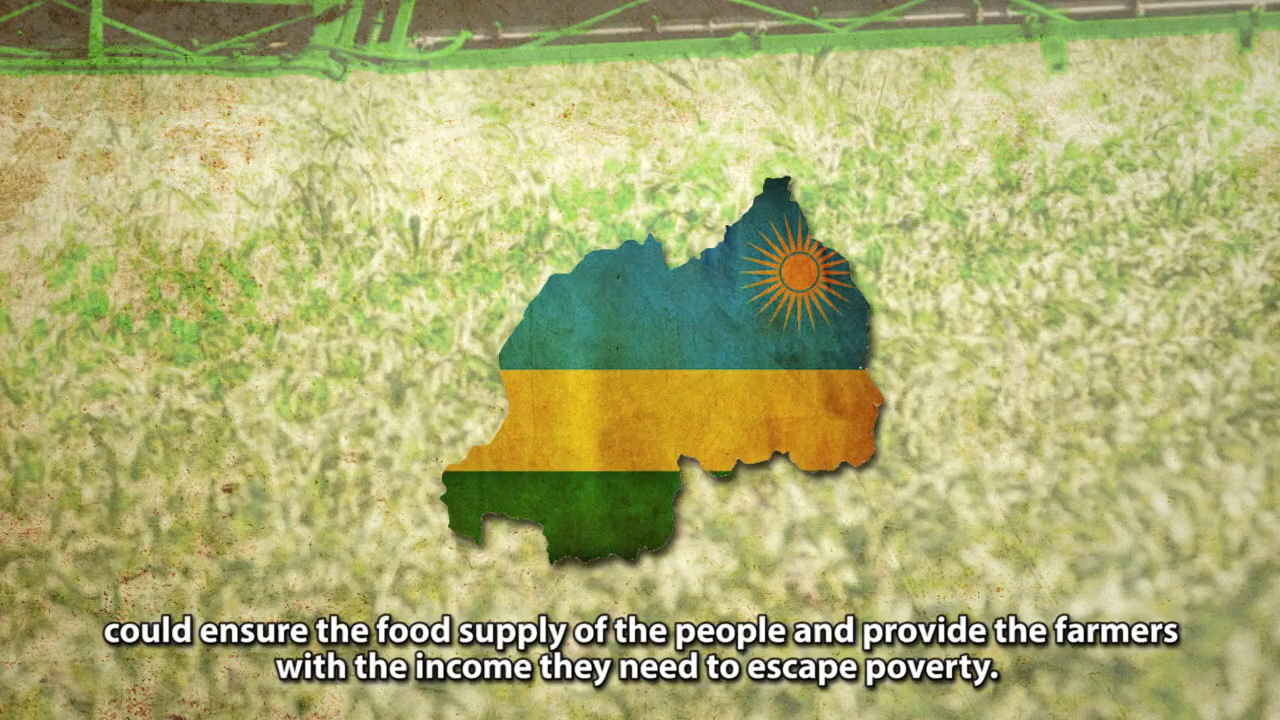 could ensure the food supply of the people and provide the farmers
with the income they need to escape poverty.